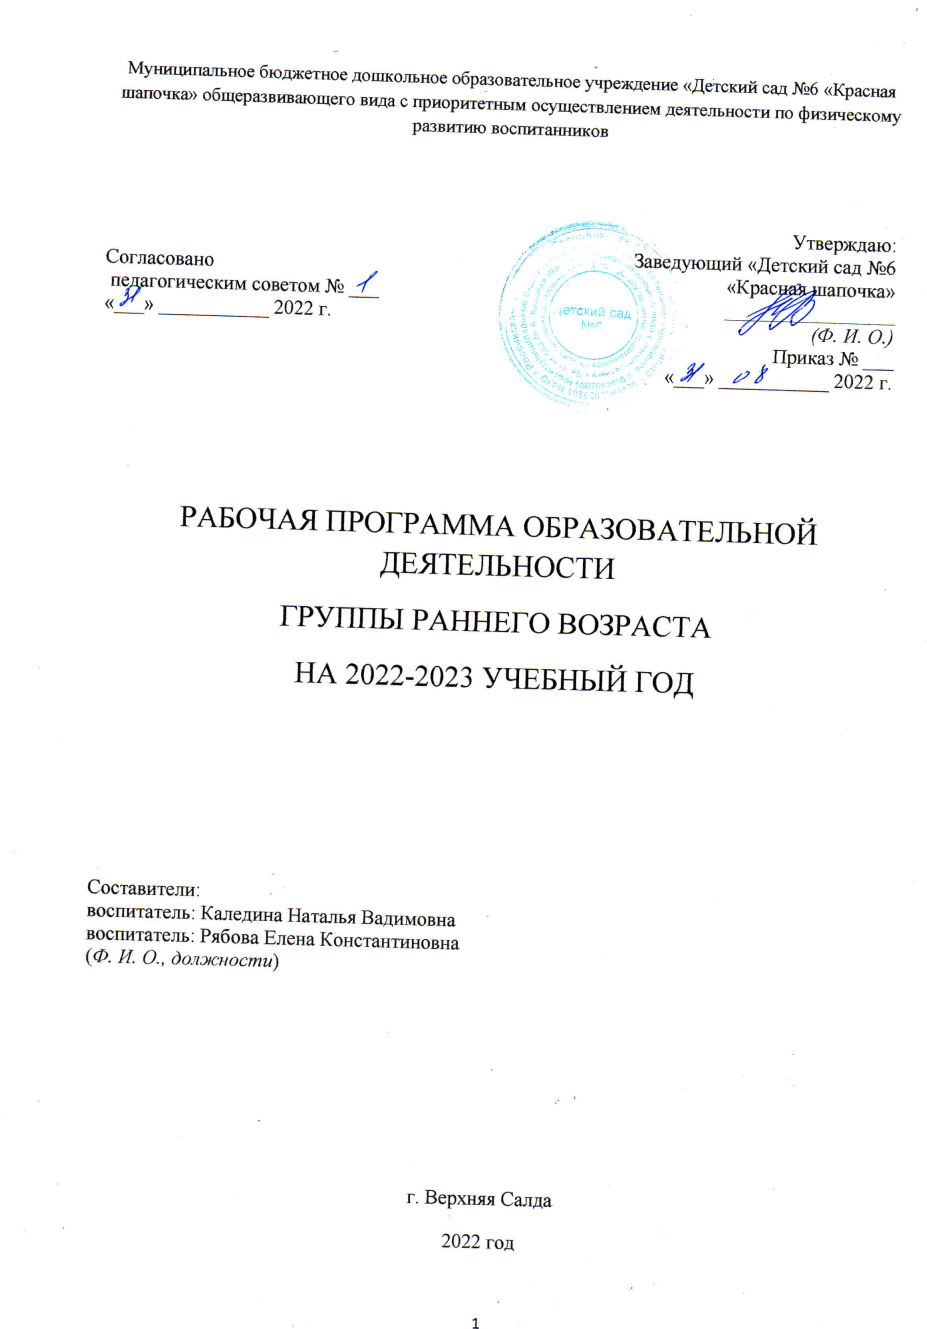 Муниципальное бюджетное дошкольное образовательное учреждение «Детский сад №6 «Красная
шапочка» общеразвивающего вида с приоритетным осуществлением деятельности по физическому
развитию воспитанников
Согласовано
педагогическим советом № 1
«31» ____________ 2022 г.
Утверждаю:
Заведующий «Детский сад №6
«Красная шапочка»
(Ф. И. О.)
Приказ № ___
«31» 08 2022 г.
Детский сад
№6
РАБОЧАЯ ПРОГРАММА ОБРАЗОВАТЕЛЬНОЙ
ДЕЯТЕЛЬНОСТИ
ГРУППЫ РАННЕГО ВОЗРАСТА
НА 2022-2023 УЧЕБНЫЙ ГОД
Составители:
воспитатель: Каледина Наталья Вадимовна
воспитатель: Рябова Елена Константиновна
(Ф. И. О., должности)
г. Верхняя Салда
2022 год
1